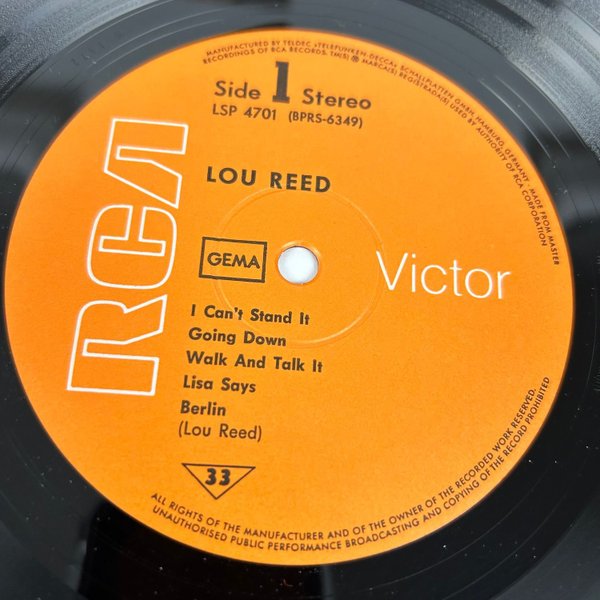 MANUFACTURED BY TELDEC »TELEFUNKEN-DECCA« SCHALLPLATTEN GMBH, HAMBURG, GERMANY · MADE FROM MASTER
RECORDINGS OF RCA RECORDS. TM(S) ® MARCA(S) REGISTRADA(S) USED BY AUTHORITY OF RCA CORPORATION
Side 1 Stereo
LSP 4701 (BPRS-6349)
LOU REED
RCA
GEMA
Victor
I Can't Stand It
Going Down
Walk And Talk It
Lisa Says
Berlin
(Lou Reed)
33
ALL RIGHTS OF THE MANUFACTURER AND OF THE OWNER OF THE RECORDED WORK RESERVED.
UNAUTHORISED PUBLIC PERFORMANCE BROADCASTING AND COPYING OF THE RECORD PROHIBITED